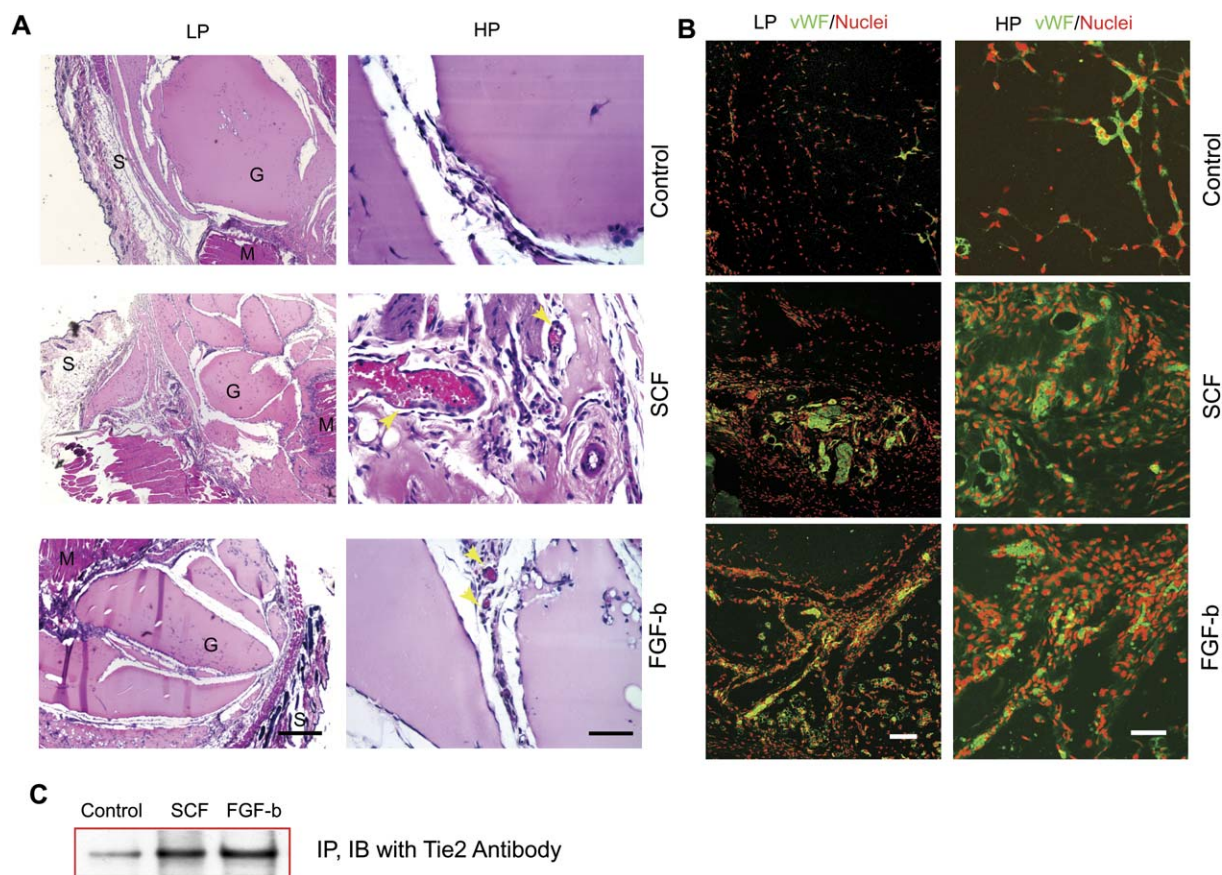 A
LP
HP
S
G
M
Control
S
G
M
SCF
M
G
S
FGF-b
B
LP vWF/Nuclei
HP vWF/Nuclei
Control
SCF
FGF-b
C
Control SCF FGF-b
IP, IB with Tie2 Antibody